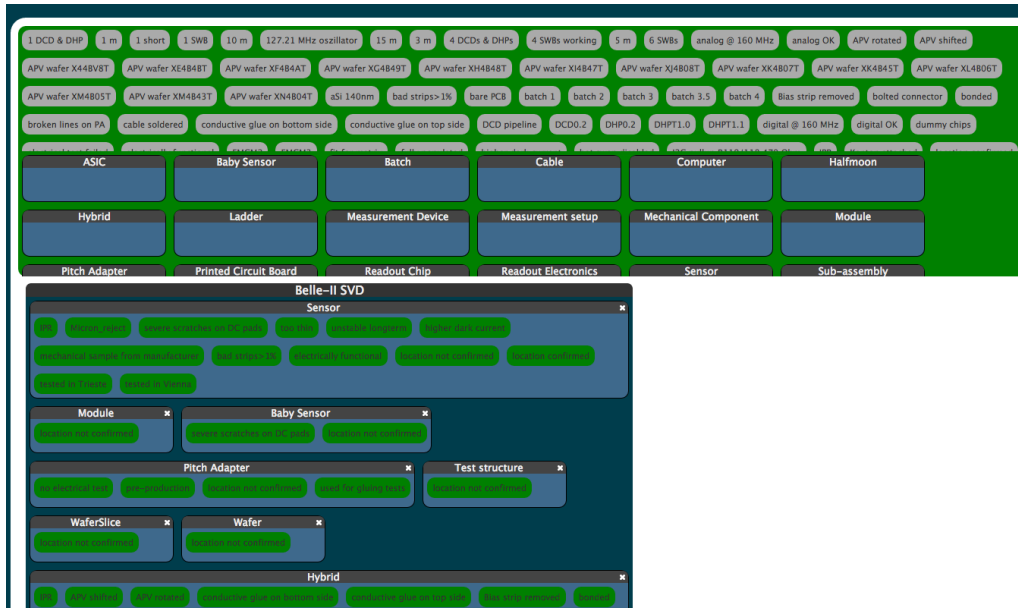 1 DCD & DHP 1 m 1 short 1 SWB 10 m 127.21 MHz oszillator 15 m 3 m 4 DCDs & DHPs 4 SWBs working 5 m 6 SWBs analog @ 160 MHz analog OK APV rotated APV shifted
APV wafer X44BV8T APV wafer XE4B4BT APV wafer XF4B4AT APV wafer XG4B49T APV wafer XH4B48T APV wafer XI4B47T APV wafer XJ4B08T APV wafer XK4B07T APV wafer XK4B45T APV wafer XL4B06T
APV wafer XM4B05T APV wafer XM4B43T APV wafer XN4B04T aSi 140nm bad strips>1% bare PCB batch 1 batch 2 batch 3 batch 3.5 batch 4 Bias strip removed bolted connector bonded
broken lines on PA cable soldered conductive glue on bottom side conductive glue on top side DCD pipeline DCD0.2 DHP0.2 DHPT1.0 DHPT1.1 digital @ 160 MHz digital OK dummy chips
ASIC Baby Sensor Batch Cable Computer Halfmoon
Hybrid Ladder Measurement Device Measurement setup Mechanical Component Module
Pitch Adapter Printed Circuit Board Readout Chip Readout Electronics Sensor Sub-assembly
Belle-II SVD
Sensor
IPR Micron_reject severe scratches on DC pads too thin unstable longterm higher dark current
mechanical sample from manufacturer bad strips>1% electrically functional location not confirmed location confirmed
tested in Trieste tested in Vienna
Module Baby Sensor
location not confirmed severe scratches on DC pads location not confirmed
Pitch Adapter Test structure
no electrical test pre-production location not confirmed used for gluing tests location not confirmed
WaferSlice Wafer
location not confirmed location not confirmed
Hybrid
IPR APV shifted APV rotated conductive glue on bottom side conductive glue on top side Bias strip removed bonded